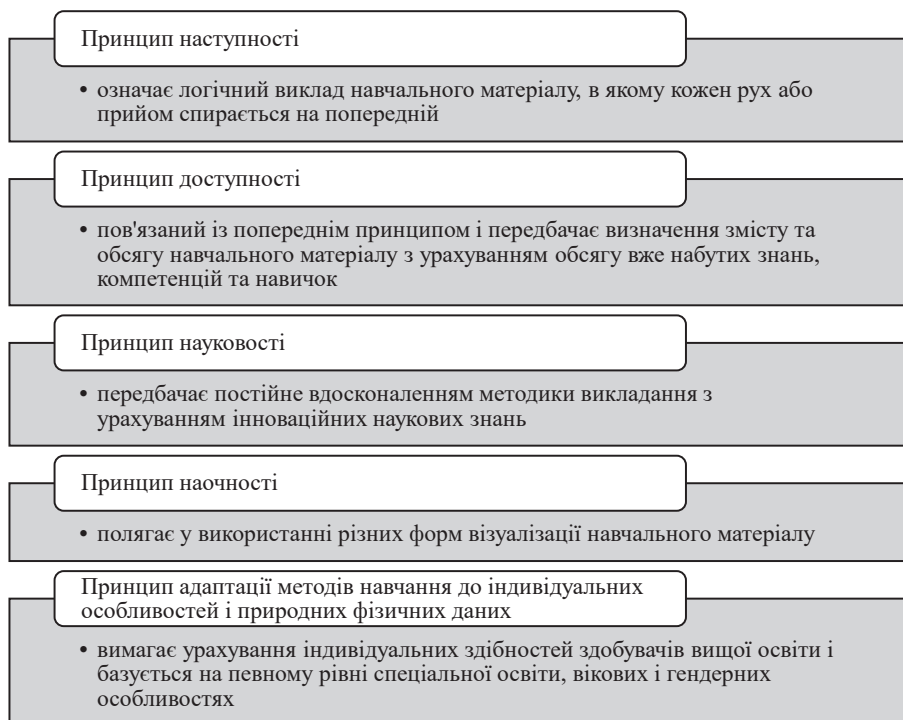 Принцип наступності
• означає логічний виклад навчального матеріалу, в якому кожен рух або
прийом спирається на попередній
Принцип доступності
• пов'язаний із попереднім принципом і передбачає визначення змісту та
обсягу навчального матеріалу з урахуванням обсягу вже набутих знань,
компетенцій та навичок
Принцип науковості
• передбачає постійне вдосконаленням методики викладання з
урахуванням інноваційних наукових знань
Принцип наочності
• полягає у використанні різних форм візуалізації навчального матеріалу
Принцип адаптації методів навчання до індивідуальних
особливостей і природних фізичних даних
• вимагає урахування індивідуальних здібностей здобувачів вищої освіти і
базується на певному рівні спеціальної освіти, вікових і гендерних
особливостях